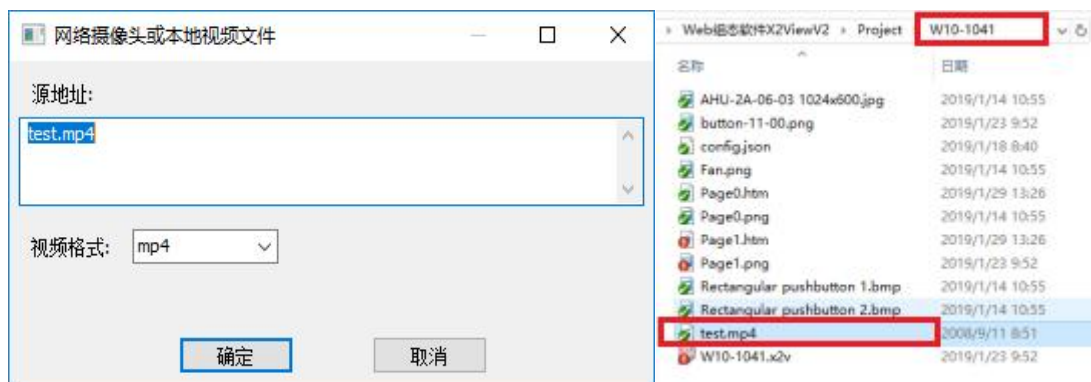 网络摄像头或本地视频文件
源地址:
test.mp4
视频格式: mp4
确定 取消
Web组态软件X2ViewV2 › Project › W10-1041
名称 日期
AHU-2A-06-03 1024x600.jpg 2019/1/14 10:55
button-11-00.png 2019/1/23 9:52
config.json 2019/1/18 8:40
Fan.png 2019/1/14 10:55
Page0.htm 2019/1/29 13:26
Page0.png 2019/1/14 10:55
Page1.htm 2019/1/29 13:26
Page1.png 2019/1/23 9:52
Rectangular pushbutton 1.bmp 2019/1/14 10:55
Rectangular pushbutton 2.bmp 2019/1/14 10:55
test.mp4 2008/9/11 8:51
W10-1041.x2v 2019/1/23 9:52